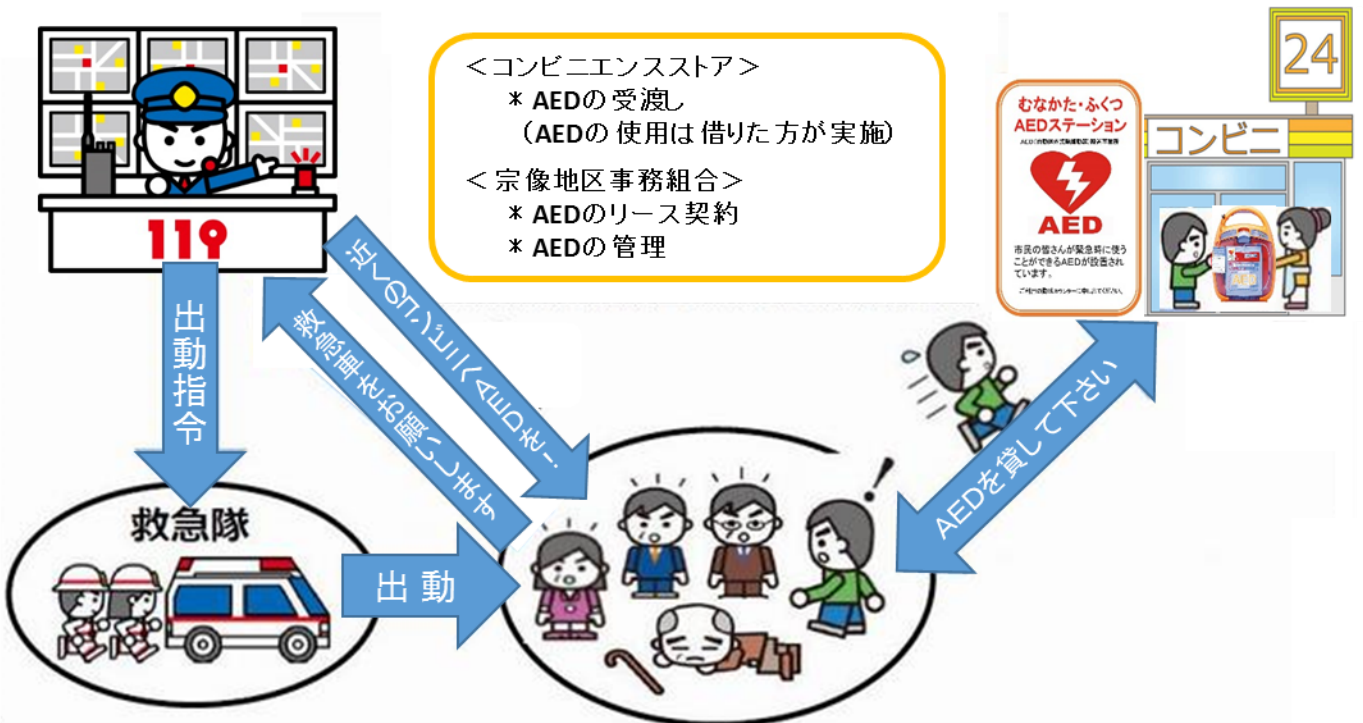 ＜コンビニエンスストア＞
＊AEDの受渡し
（AEDの使用は借りた方が実施）
＜宗像地区事務組合＞
＊AEDのリース契約
＊AEDの管理
24
コンビニ
むなかた・ふくつ
AEDステーション
AED
市民の皆さんが緊急時に使う
ことができるAEDが設置され
ています。
119
出動指令
近くのコンビニへAEDを！
救急車をお願いします
AEDを貸して下さい
救急隊
出動
！